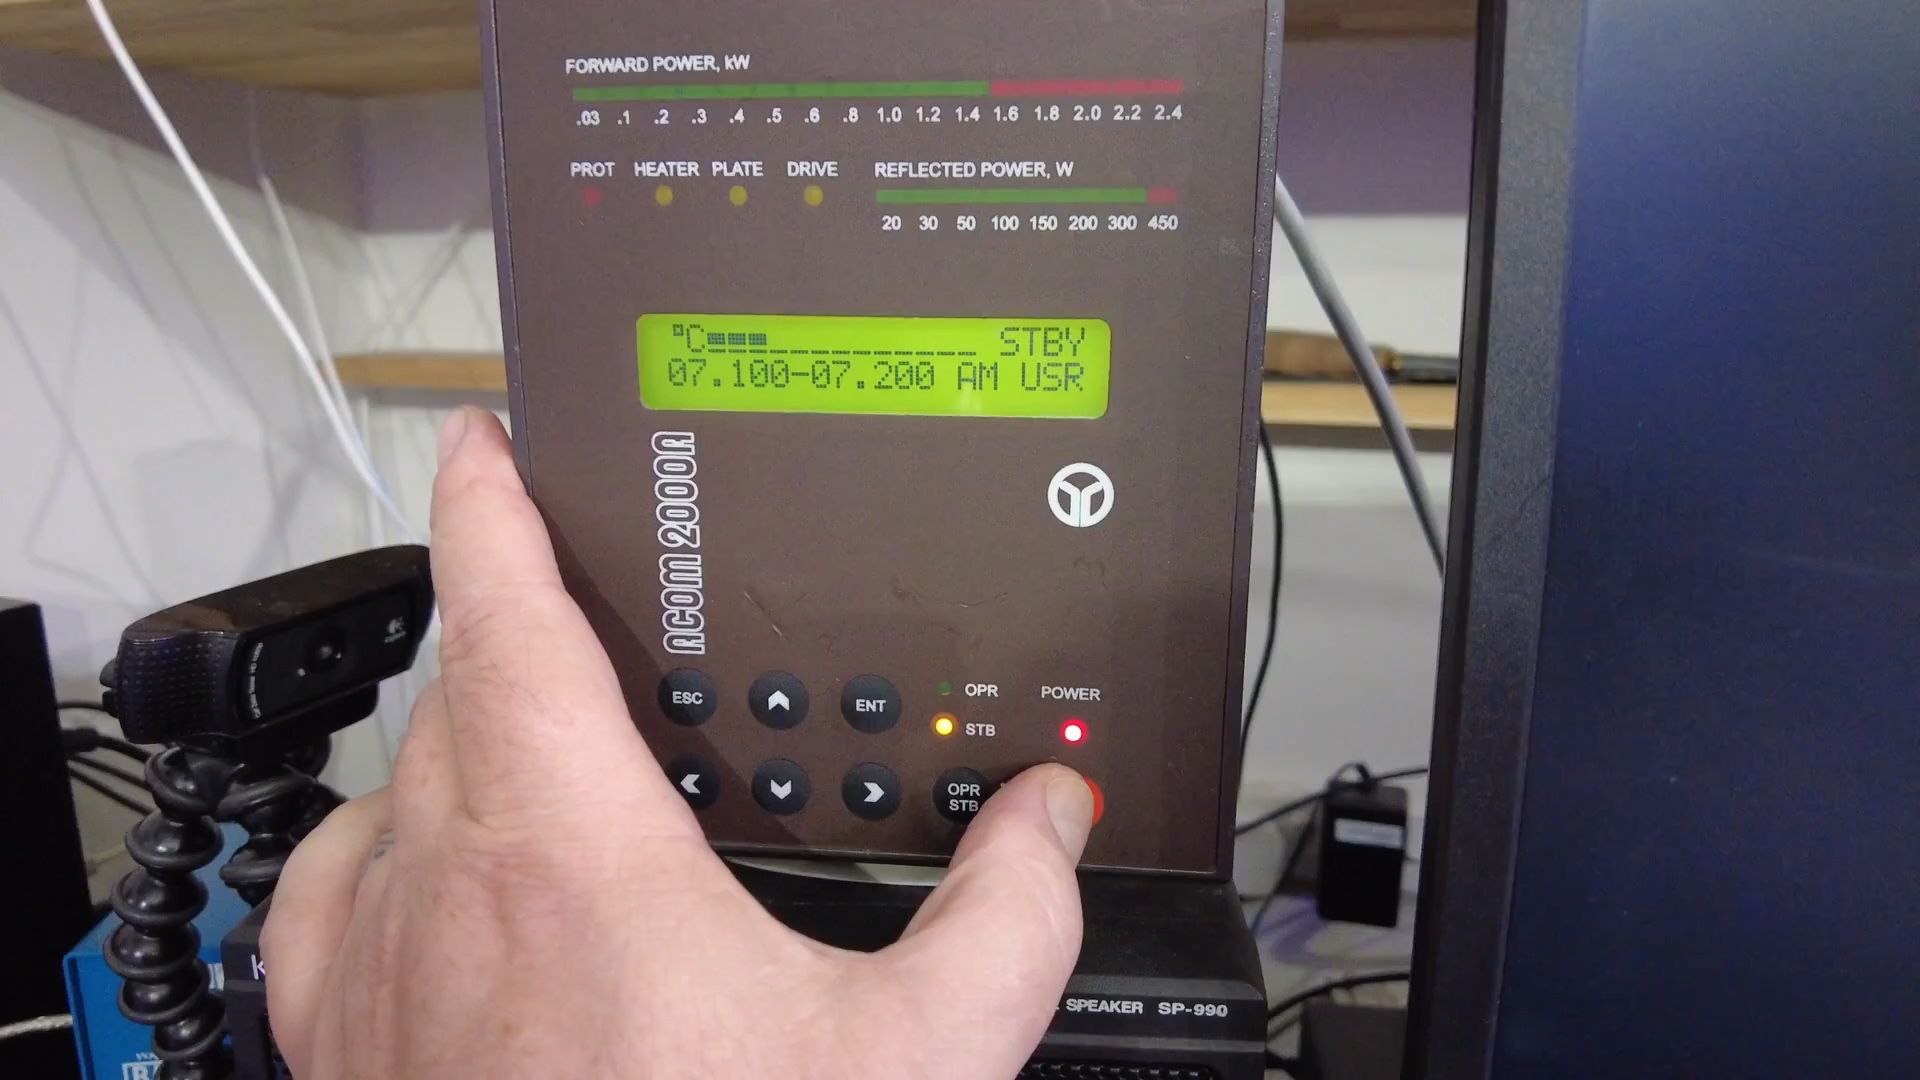 FORWARD POWER, kW
.03 .1 .2 .3 .4 .5 .6 .8 1.0 1.2 1.4 1.6 1.8 2.0 2.2 2.4
PROT HEATER PLATE DRIVE REFLECTED POWER, W
20 30 50 100 150 200 300 450
°C STBY
07.100-07.200 AM USR
ACOM 2000A
ESC
ENT
OPR
STB
POWER
OPR
STB
SPEAKER SP-990